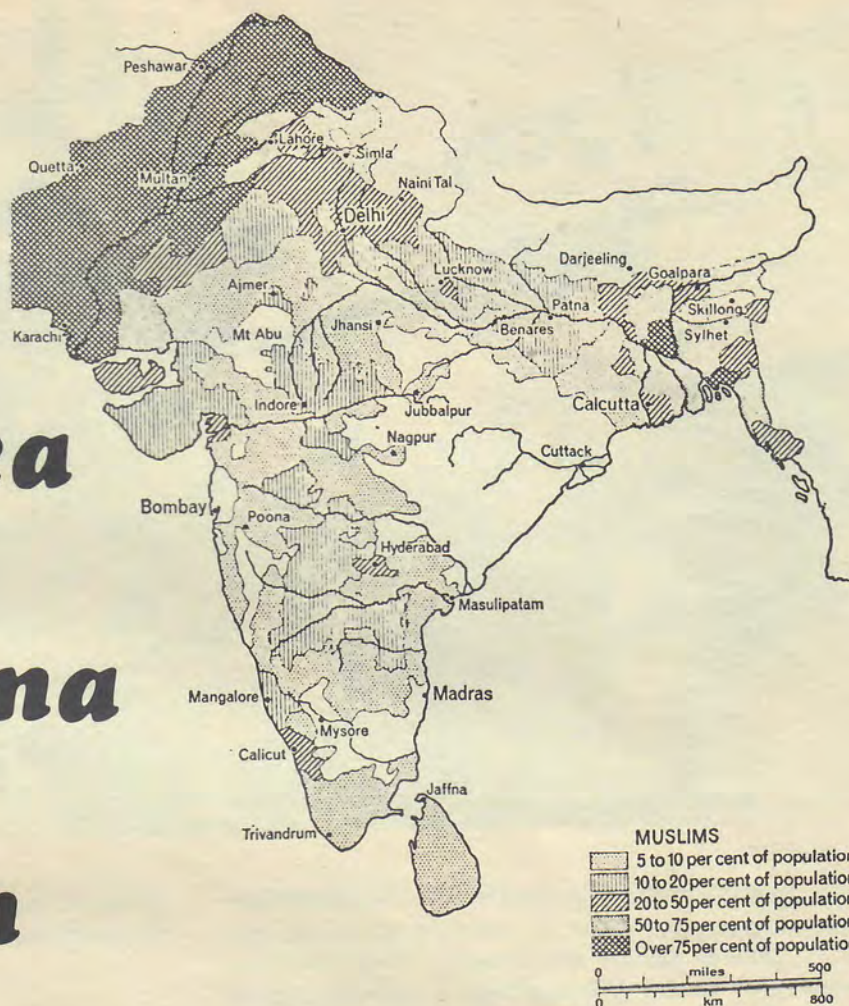 Peshawar
Lahore
Simla
Quetta
Multan
Naini Tal
Delhi
Darjeeling
Goalpara
Lucknow
Ajmer
Skillong
Patna
Karachi
Mt Abu
Jhansi
Benares
Sylhet
Indore
Jubbalpur
Calcutta
Nagpur
Cuttack
a
Bombay
Poona
Hyderabad
Masulipatam
na
Mangalore
Madras
Mysore
Calicut
Jaffna
Trivandrum
MUSLIMS
5 to 10 per cent of population
10 to 20 per cent of population
20 to 50 per cent of population
50 to 75 per cent of population
Over 75 per cent of population
0 miles 500
0 km 800